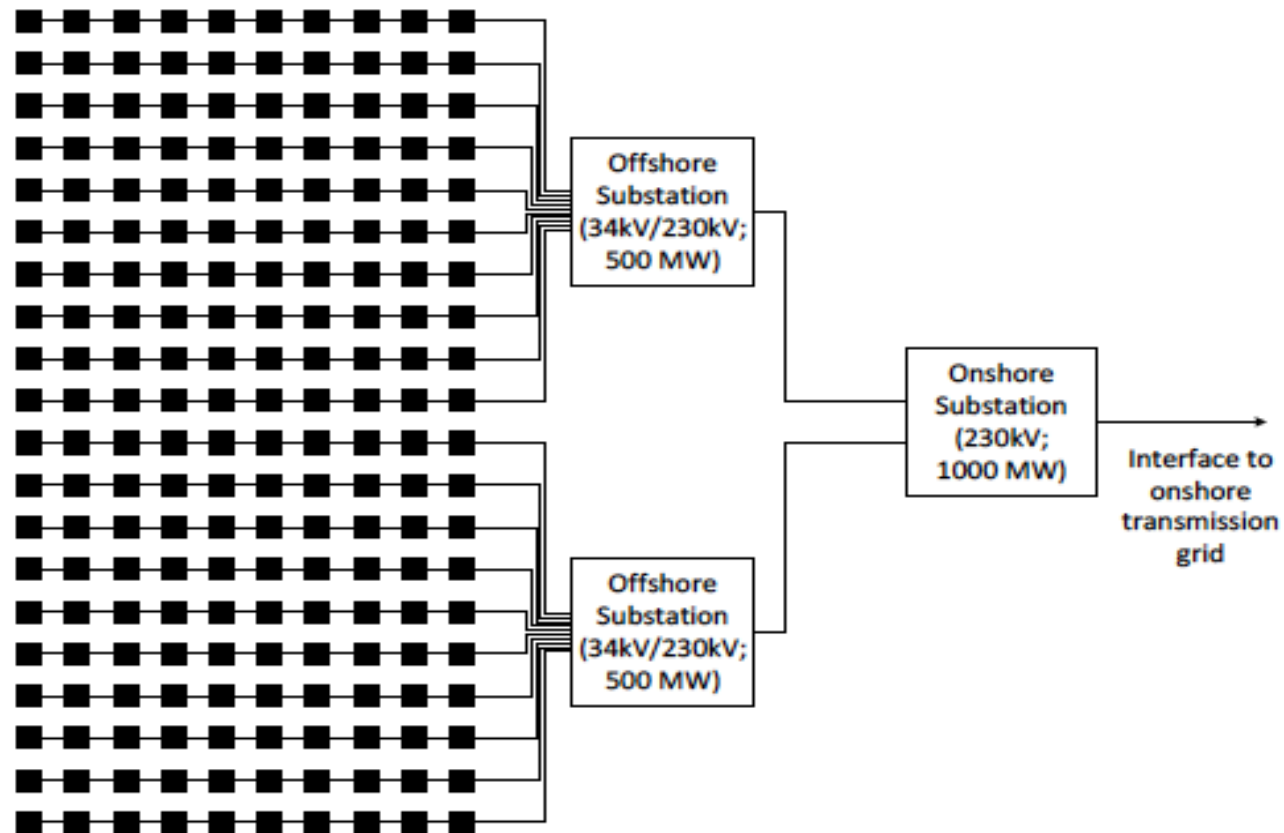 Offshore
Substation
(34kV/230kV;
500 MW)
Onshore
Substation
(230kV;
1000 MW)
Interface to
onshore
transmission
grid
Offshore
Substation
(34kV/230kV;
500 MW)